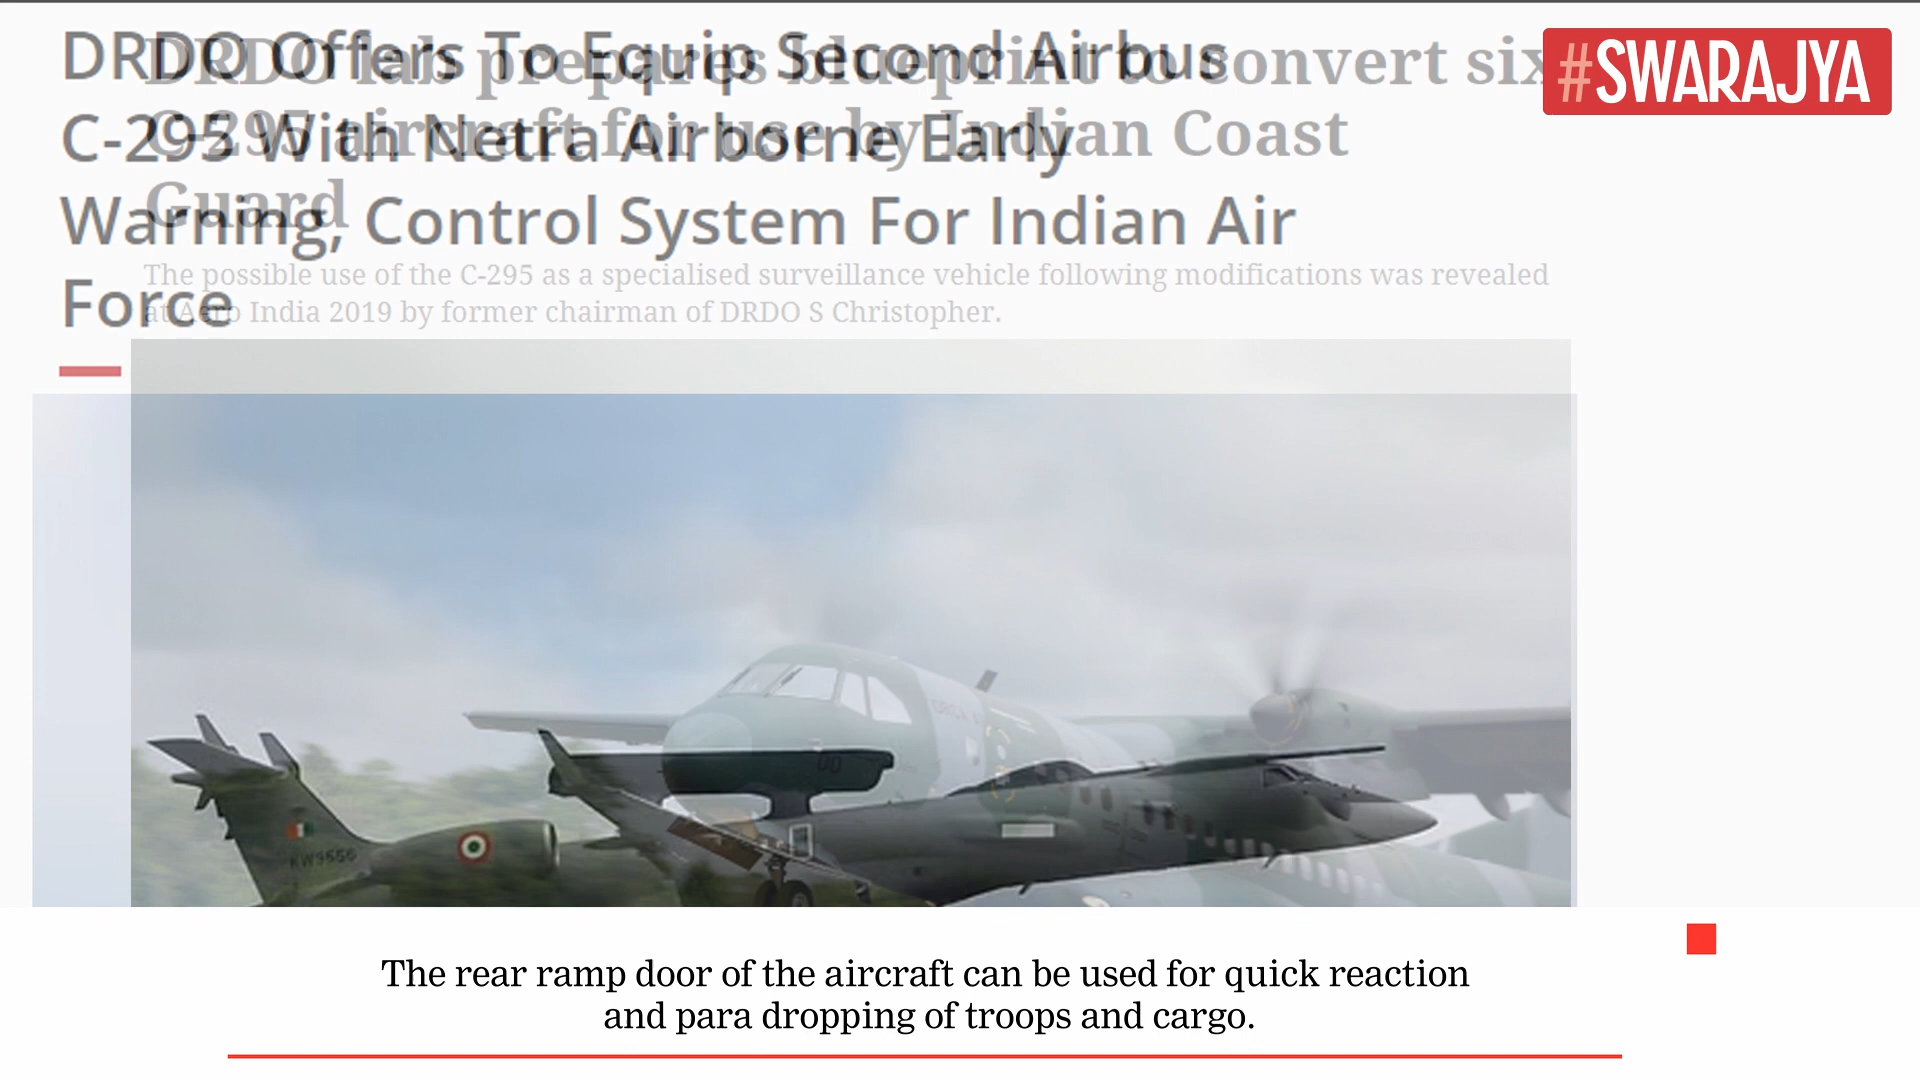 DRDO Offers To Equip Second Airbus
C-295 With Netra Airborne Early
Warning, Control System For Indian Air
Force
DRDO lab prepares blueprint to convert six
C-295 aircraft for use by Indian Coast
Guard
The possible use of the C-295 as a specialised surveillance vehicle following modifications was revealed
at Aero India 2019 by former chairman of DRDO S Christopher.
#SWARAJYA
KW9556
The rear ramp door of the aircraft can be used for quick reaction
and para dropping of troops and cargo.